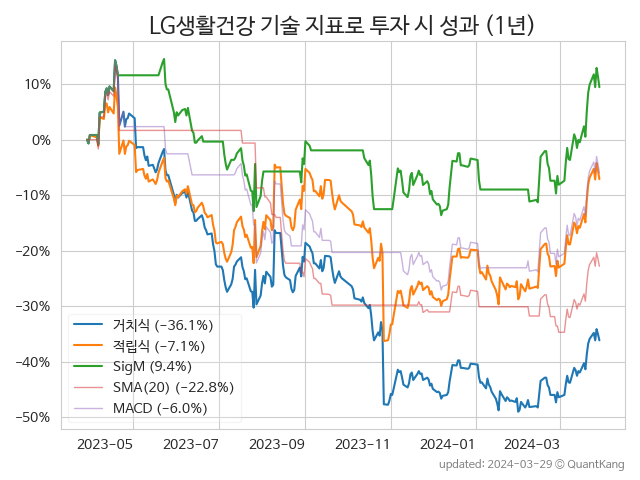 LG생활건강 기술 지표로 투자 시 성과 (1년)
10%
0%
−10%
−20%
−30%
−40%
−50%
거치식 (−36.1%)
적립식 (−7.1%)
SigM (9.4%)
SMA(20) (−22.8%)
MACD (−6.0%)
2023-05 2023-07 2023-09 2023-11 2024-01 2024-03
updated: 2024-03-29 © QuantKang